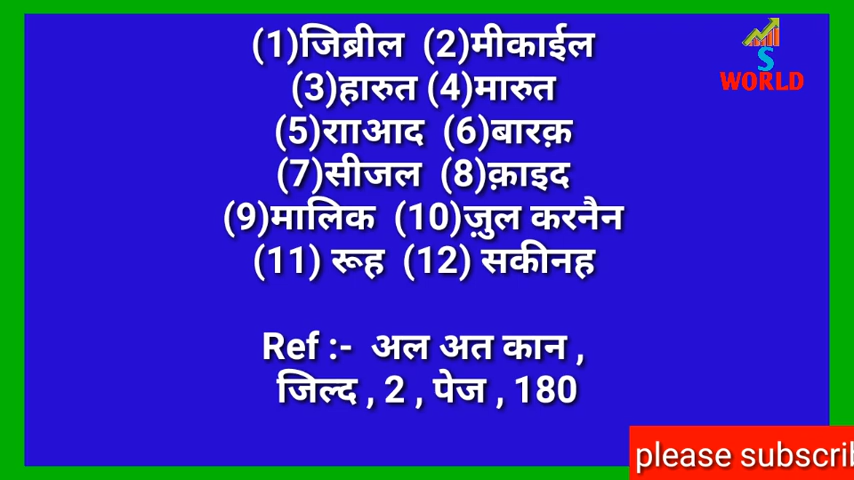 (1)जिब्रील (2)मीकाईल
(3)हारुत (4)मारुत
(5)रााआद (6)बारक़
(7)सीजल (8)क़ाइद
(9)मालिक (10)ज़ुल करनैन
(11) रूह (12) सकीनह
Ref :- अल अत कान ,
जिल्द , 2 , पेज , 180
S
WORLD
please subscrib